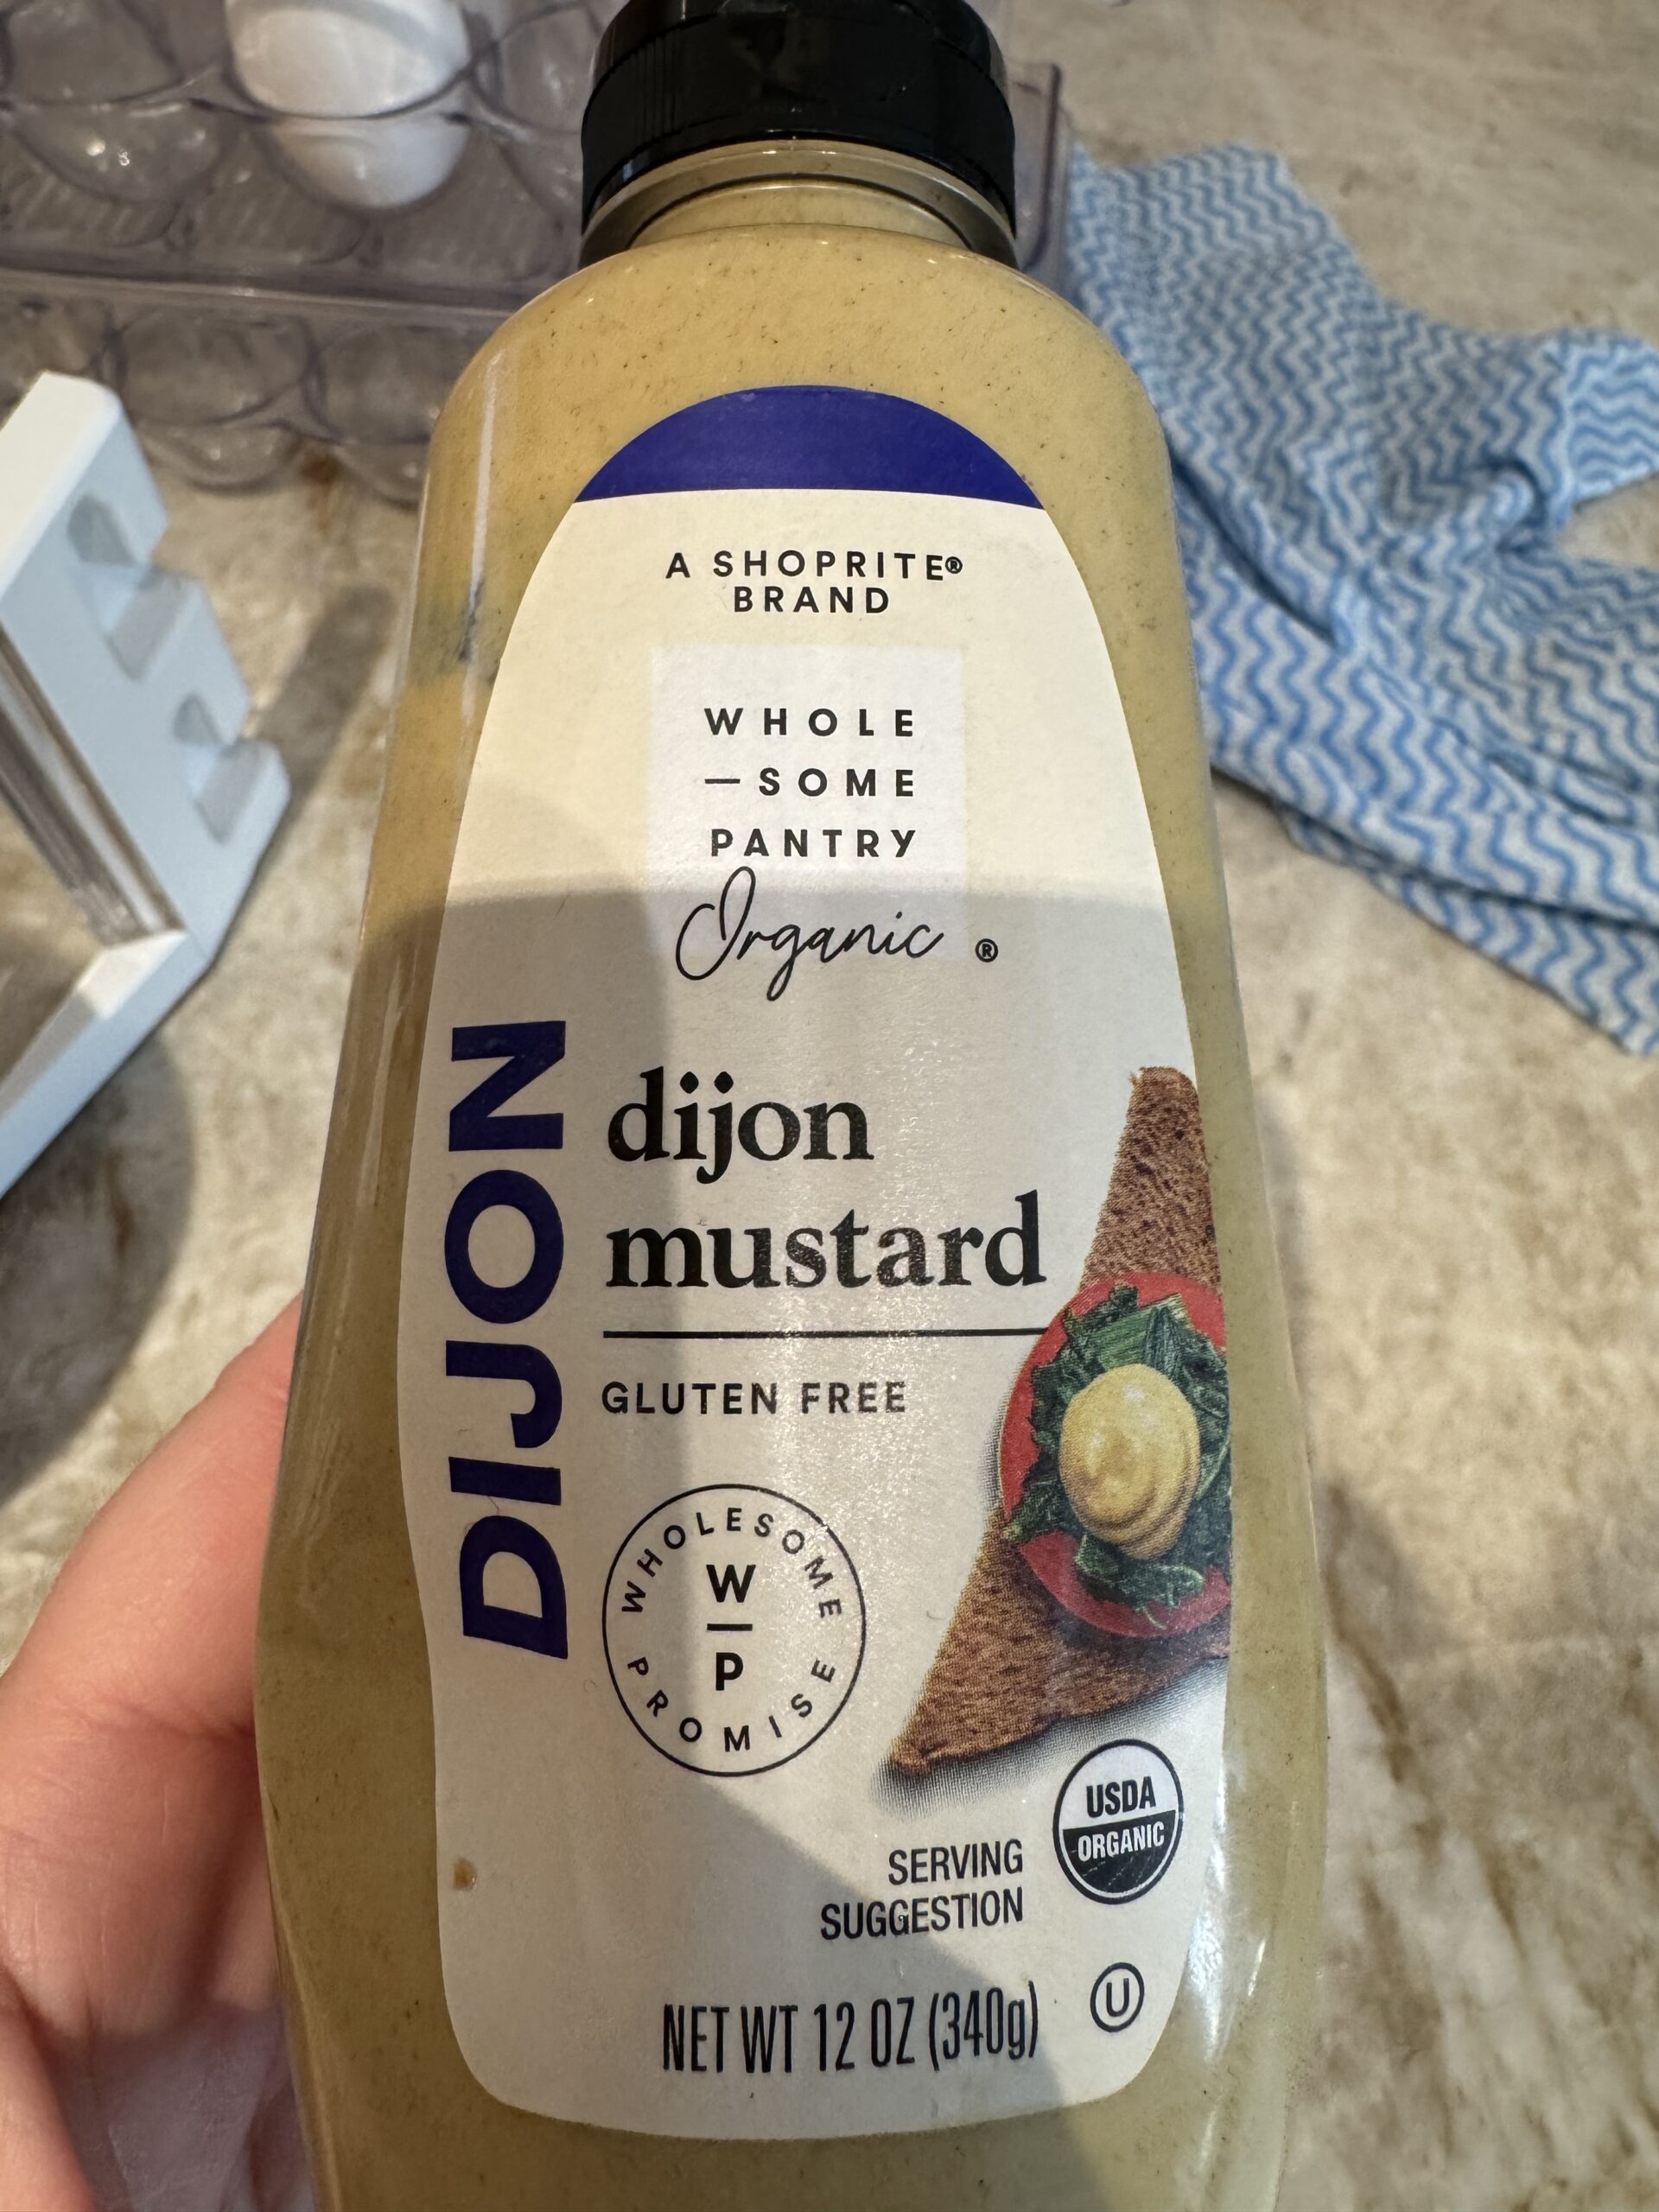 A SHOPRITE®
BRAND
WHOLE
—SOME
PANTRY
Organic ®
DIJON
dijon
mustard
GLUTEN FREE
WHOLESOME
W
P
PROMISE
USDA
ORGANIC
SERVING
SUGGESTION
NET WT 12 OZ (340g)
U